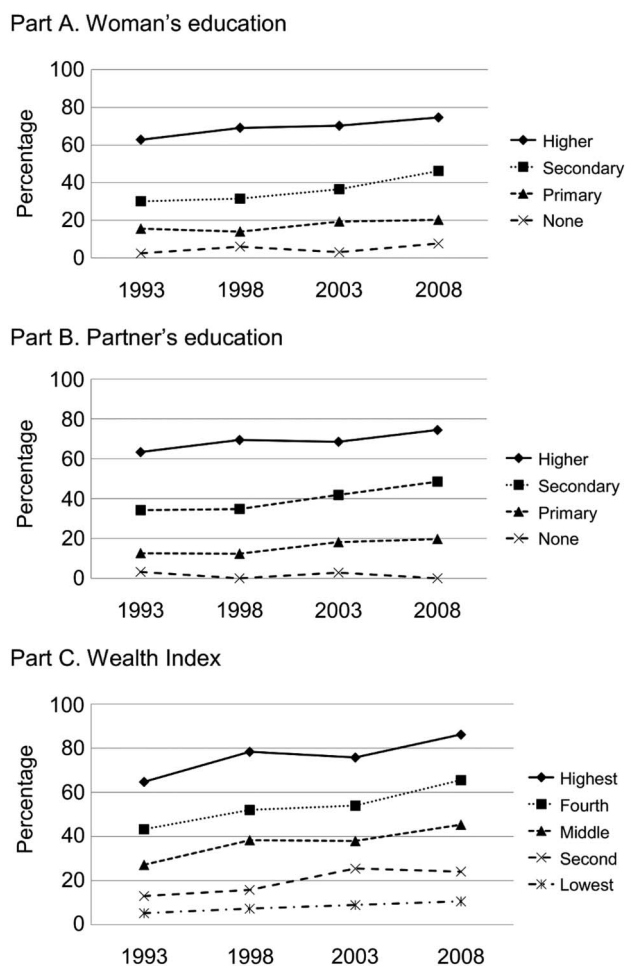 Part A. Woman's education
Percentage
100
80
60
40
20
0
1993 1998 2003 2008
Higher
Secondary
Primary
None
Part B. Partner's education
Percentage
100
80
60
40
20
0
1993 1998 2003 2008
Higher
Secondary
Primary
None
Part C. Wealth Index
Percentage
100
80
60
40
20
0
1993 1998 2003 2008
Highest
Fourth
Middle
Second
Lowest